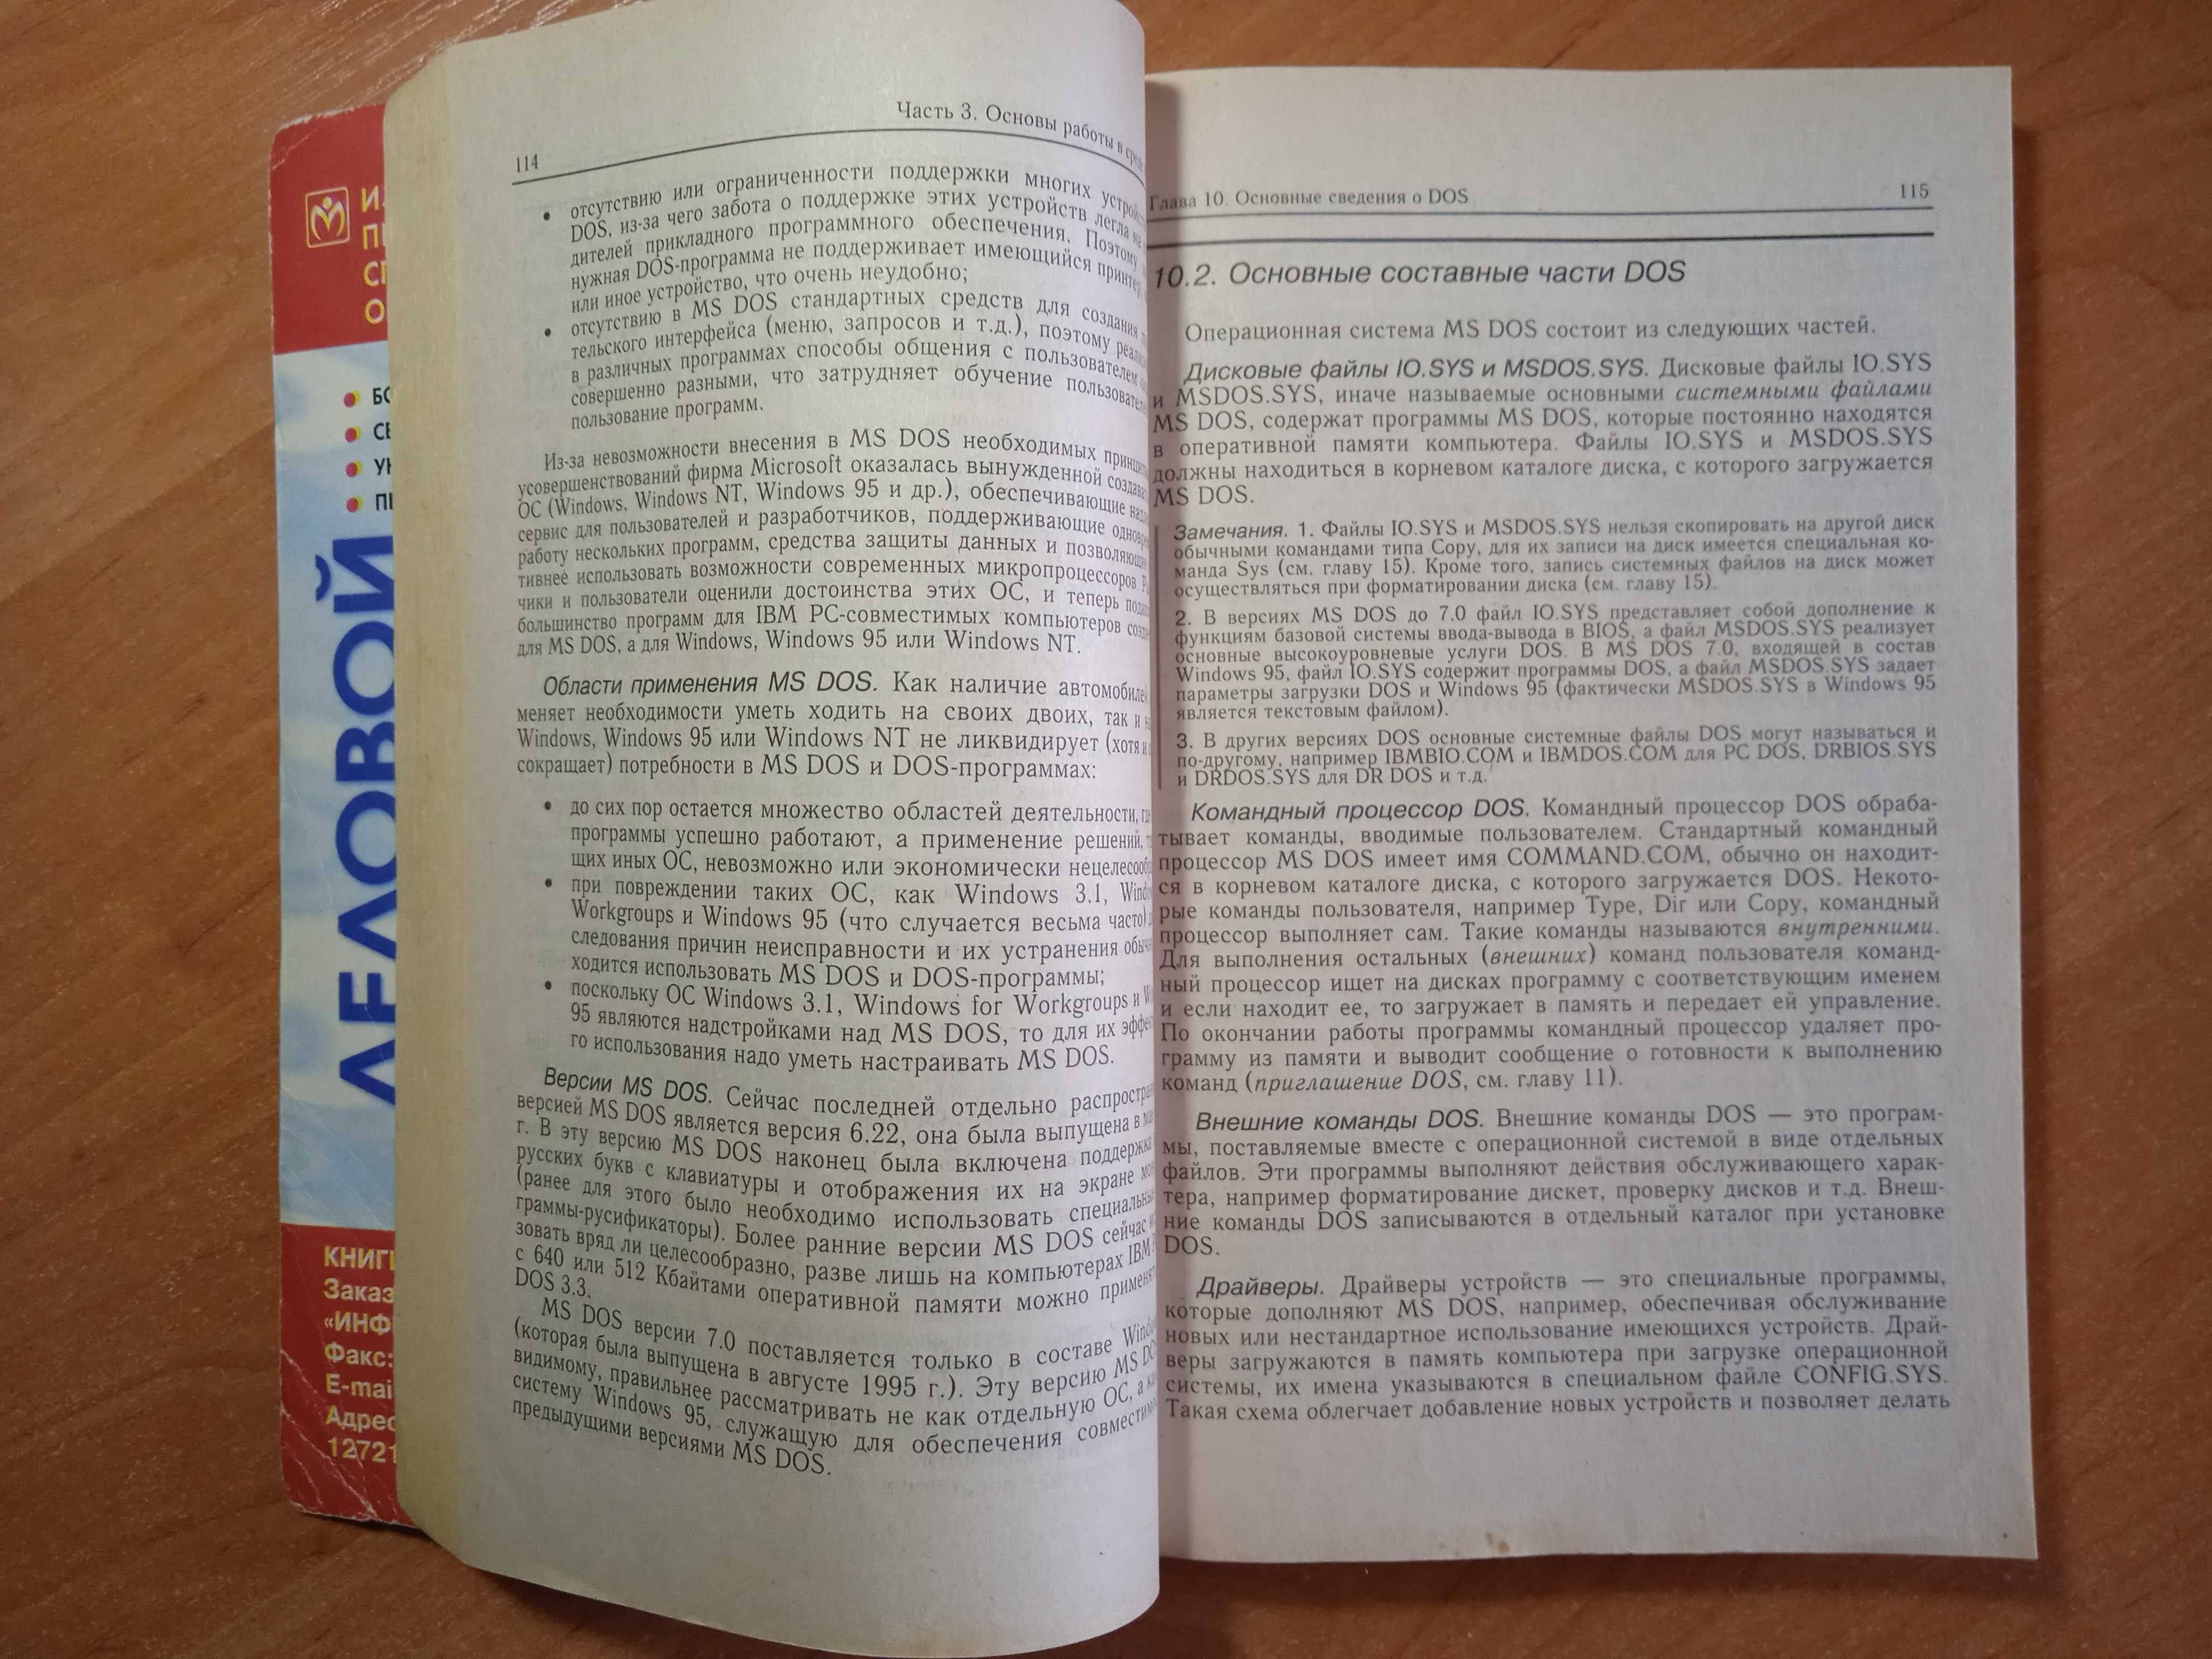 ДЕЛОВОЙ
КНИГ
Заказ
«ИНФ
Факс:
E-mai
Адрес
12721
114
Часть 3. Основы работы в
• отсутствию или ограниченности поддержки многих
DOS, из-за чего забота о поддержке этих устройств легла на
дителей прикладного программного обеспечения. Поэтому
нужная DOS-программа не поддерживает имеющийся принтер,
или иное устройство, что очень неудобно;
• отсутствию в MS DOS стандартных средств для создания
тельского интерфейса (меню, запросов и т.д.), поэтому
в различных программах способы общения с пользователем
совершенно разными, что затрудняет обучение
пользование программ.
Из-за невозможности внесения в MS DOS необходимых
усовершенствований фирма Microsoft оказалась вынужденной
ОС (Windows, Windows NT, Windows 95 и др.), обеспечивающие
сервис для пользователей и разработчиков, поддерживающие
работу нескольких программ, средства защиты данных и
тивнее использовать возможности современных микропроцессоров.
чики и пользователи оценили достоинства этих ОС, и теперь
большинство программ для IBM PC-совместимых компьютеров
для MS DOS, а для Windows, Windows 95 или Windows NT.
Области применения MS DOS. Как наличие
меняет необходимости уметь ходить на своих двоих, так и
Windows, Windows 95 или Windows NT не ликвидирует (хотя и
сокращает) потребности в MS DOS и DOS-программах:
• до сих пор остается множество областей деятельности,
программы успешно работают, а применение решений,
щих иных ОС, невозможно или экономически
• при повреждении таких ОС, как Windows 3.1,
Workgroups и Windows 95 (что случается весьма часто)
следования причин неисправности и их устранения
ходится использовать MS DOS и DOS-программы;
• поскольку ОС Windows 3.1, Windows for Workgroups и
95 являются надстройками над MS DOS, то для их
го использования надо уметь настраивать MS DOS.
Версии MS DOS. Сейчас последней отдельно
версией MS DOS является версия 6.22, она была выпущена в
г. В эту версию MS DOS наконец была включена поддержка
русских букв с клавиатуры и отображения их на экране
(ранее для этого было необходимо использовать
граммы-русификаторы). Более ранние версии MS DOS сейчас
зовать вряд ли целесообразно, разве лишь на компьютерах IBM
с 640 или 512 Кбайтами оперативной памяти можно
DOS 3.3.
MS DOS версии 7.0 поставляется только в составе
(которая была выпущена в августе 1995 г.). Эту версию MS
видимому, правильнее рассматривать не как отдельную ОС, а
систему Windows 95, служащую для обеспечения
предыдущими версиями MS DOS.
Глава 10. Основные сведения о DOS
115
10.2. Основные составные части DOS
Операционная система MS DOS состоит из следующих частей.
Дисковые файлы IO.SYS и MSDOS.SYS. Дисковые файлы IO.SYS
и MSDOS.SYS, иначе называемые основными системными файлами
MS DOS, содержат программы MS DOS, которые постоянно находятся
в оперативной памяти компьютера. Файлы IO.SYS и MSDOS.SYS
должны находиться в корневом каталоге диска, с которого загружается
MS DOS.
Замечания. 1. Файлы IO.SYS и MSDOS.SYS нельзя скопировать на другой диск
обычными командами типа Copy, для их записи на диск имеется специальная ко-
манда Sys (см. главу 15). Кроме того, запись системных файлов на диск может
осуществляться при форматировании диска (см. главу 15).
2. В версиях MS DOS до 7.0 файл IO.SYS представляет собой дополнение к
функциям базовой системы ввода-вывода в BIOS, а файл MSDOS.SYS реализует
основные высокоуровневые услуги DOS. В MS DOS 7.0, входящей в состав
Windows 95, файл IO.SYS содержит программы DOS, а файл MSDOS.SYS задает
параметры загрузки DOS и Windows 95 (фактически MSDOS.SYS в Windows 95
является текстовым файлом).
3. В других версиях DOS основные системные файлы DOS могут называться и
по-другому, например IBMBIO.COM и IBMDOS.COM для PC DOS, DRBIOS.SYS
и DRDOS.SYS для DR DOS и т.д.
Командный процессор DOS. Командный процессор DOS обраба-
тывает команды, вводимые пользователем. Стандартный командный
процессор MS DOS имеет имя COMMAND.COM, обычно он находит-
ся в корневом каталоге диска, с которого загружается DOS. Некото-
рые команды пользователя, например Type, Dir или Copy, командный
процессор выполняет сам. Такие команды называются внутренними.
Для выполнения остальных (внешних) команд пользователя команд-
ный процессор ищет на дисках программу с соответствующим именем
и если находит ее, то загружает в память и передает ей управление.
По окончании работы программы командный процессор удаляет про-
грамму из памяти и выводит сообщение о готовности к выполнению
команд (приглашение DOS, см. главу 11).
Внешние команды DOS. Внешние команды DOS — это програм-
мы, поставляемые вместе с операционной системой в виде отдельных
файлов. Эти программы выполняют действия обслуживающего харак-
тера, например форматирование дискет, проверку дисков и т.д. Внеш-
ние команды DOS записываются в отдельный каталог при установке
DOS.
Драйверы. Драйверы устройств — это специальные программы,
которые дополняют MS DOS, например, обеспечивая обслуживание
новых или нестандартное использование имеющихся устройств. Драй-
веры загружаются в память компьютера при загрузке операционной
системы, их имена указываются в специальном файле CONFIG.SYS.
Такая схема облегчает добавление новых устройств и позволяет делать